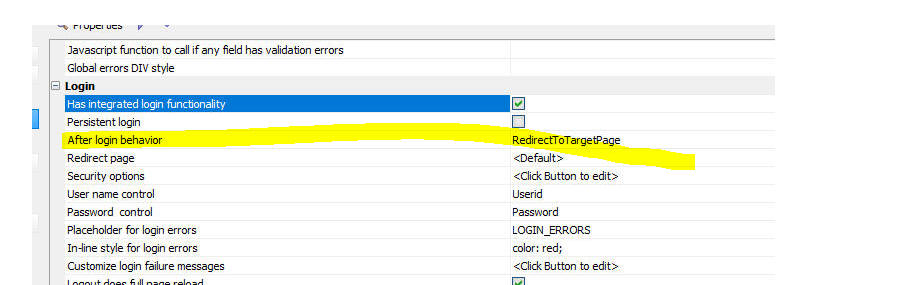 Properties
Javascript function to call if any field has validation errors
Global errors DIV style
Login
Has integrated login functionality
Persistent login
After login behavior RedirectToTargetPage
Redirect page <Default>
Security options <Click Button to edit>
User name control Userid
Password control Password
Placeholder for login errors LOGIN_ERRORS
In-line style for login errors color: red;
Customize login failure messages <Click Button to edit>
Logout does full page reload